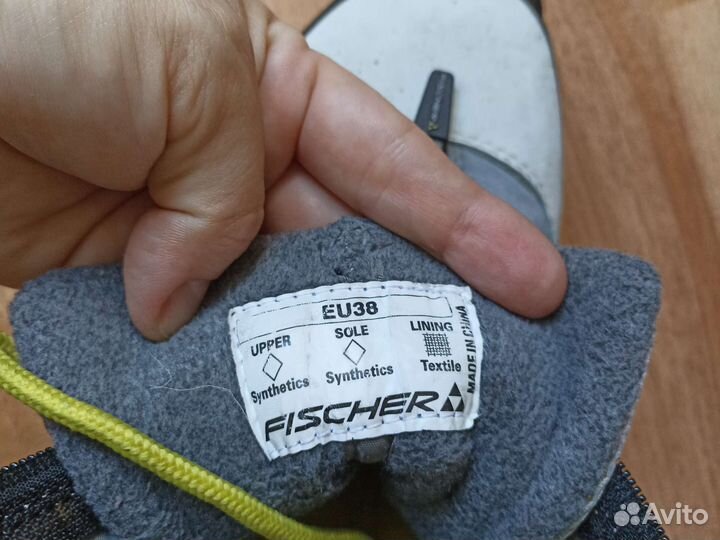 EU38
UPPER SOLE LINING
Synthetics Synthetics Textile
MADE IN CHINA
FISCHER
Avito